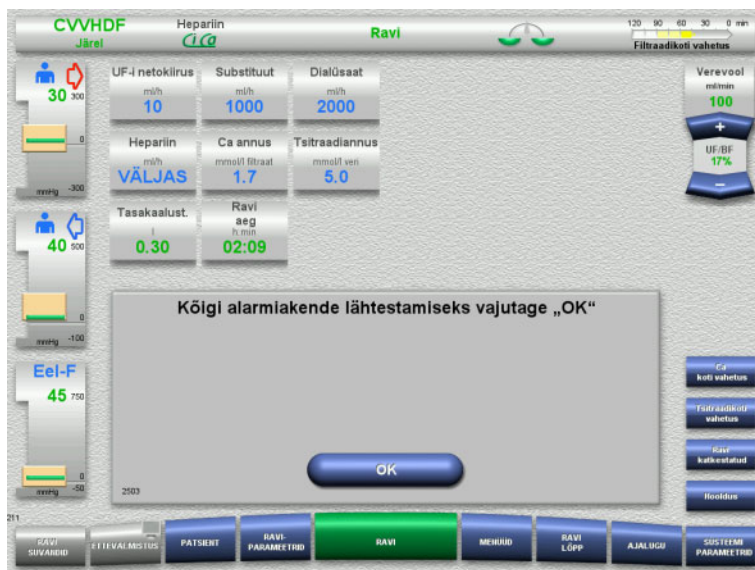 CVVHDF
Järel
Hepariin
CiCa
Ravi
120 90 60 30 0 min
Filtraadikoti vahetus
30 300
0
mmHg -300
40 500
0
mmHg -100
Eel-F
45 750
0
mmHg -50
UF-i netokiirus
ml/h
10
Substituut
ml/h
1000
Dialüsaat
ml/h
2000
Hepariin
ml/h
VÄLJAS
Ca annus
mmol/l filtraat
1.7
Tsitraadiannus
mmol/l veri
5.0
Tasakaalust.
l
0.30
Ravi
aeg
h:min
02:09
Verevool
ml/min
100
+
UF/BF
17%
−
Kõigi alarmiakende lähtestamiseks vajutage „OK“
OK
2503
Ca
koti vahetus
Tsitraadikoti
vahetus
Ravi
katkestatud
Hooldus
211
RAVI
SUVANDID
ETTEVALMISTUS
PATSIENT
RAVI-
PARAMEETRID
RAVI
MENÜÜD
RAVI
LÕPP
AJALUGU
SÜSTEEMI
PARAMEETRID